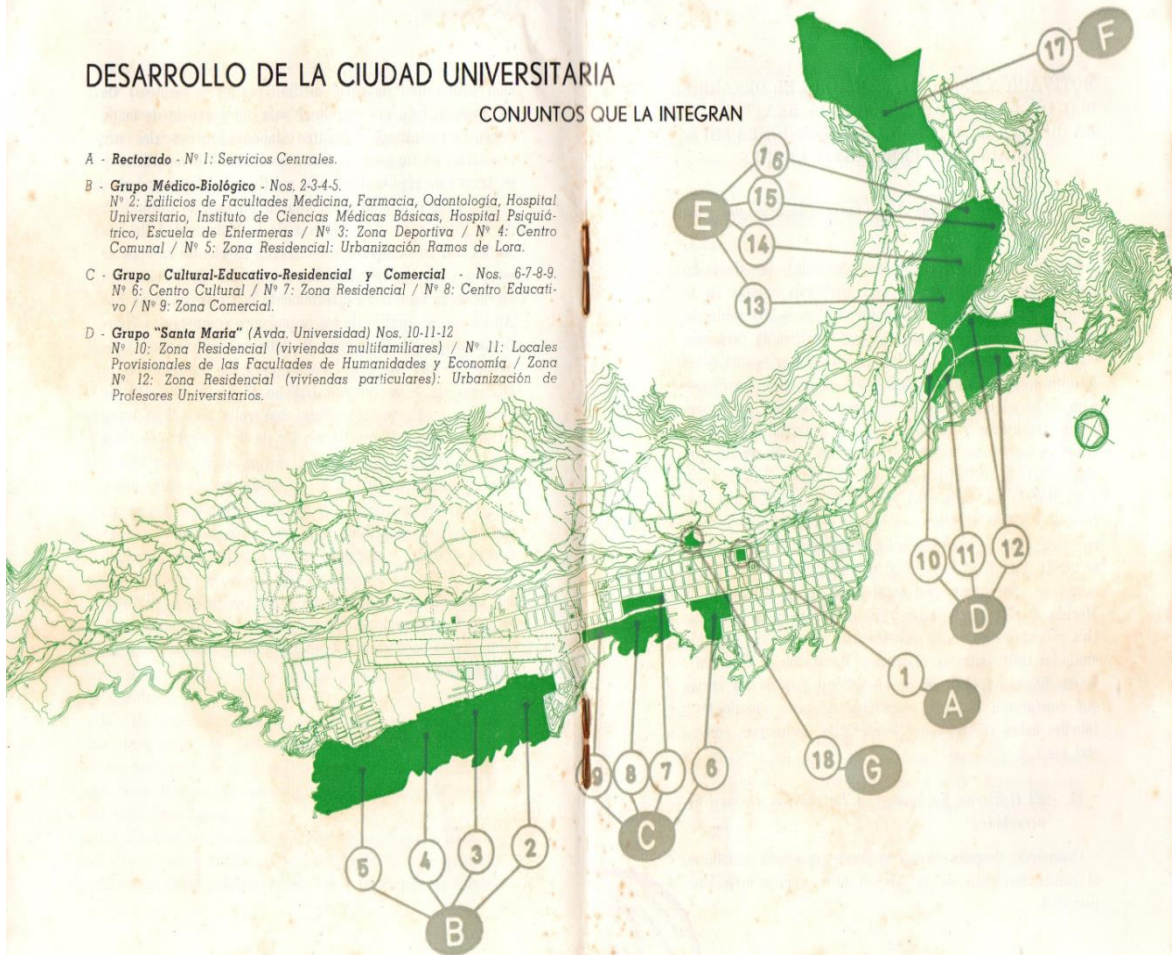 DESARROLLO DE LA CIUDAD UNIVERSITARIA
CONJUNTOS QUE LA INTEGRAN
A - Rectorado - Nº 1: Servicios Centrales.
B - Grupo Médico-Biológico - Nos. 2-3-4-5.
Nº 2: Edificios de Facultades Medicina, Farmacia, Odontología, Hospital
Universitario, Instituto de Ciencias Médicas Básicas, Hospital Psiquiá-
trico, Escuela de Enfermeras / Nº 3: Zona Deportiva / Nº 4: Centro
Comunal / Nº 5: Zona Residencial: Urbanización Ramos de Lora.
C - Grupo Cultural-Educativo-Residencial y Comercial - Nos. 6-7-8-9.
Nº 6: Centro Cultural / Nº 7: Zona Residencial / Nº 8: Centro Educati-
vo / Nº 9: Zona Comercial.
D - Grupo "Santa María" (Avda. Universidad) Nos. 10-11-12
Nº 10: Zona Residencial (viviendas multifamiliares) / Nº 11: Locales
Provisionales de las Facultades de Humanidades y Economía / Zona
Nº 12: Zona Residencial (viviendas particulares): Urbanización de
Profesores Universitarios.
17 F
16
15
E
14
13
N
10 11 12
D
1
A
18 G
9 8 7 6
C
5 4 3 2
B